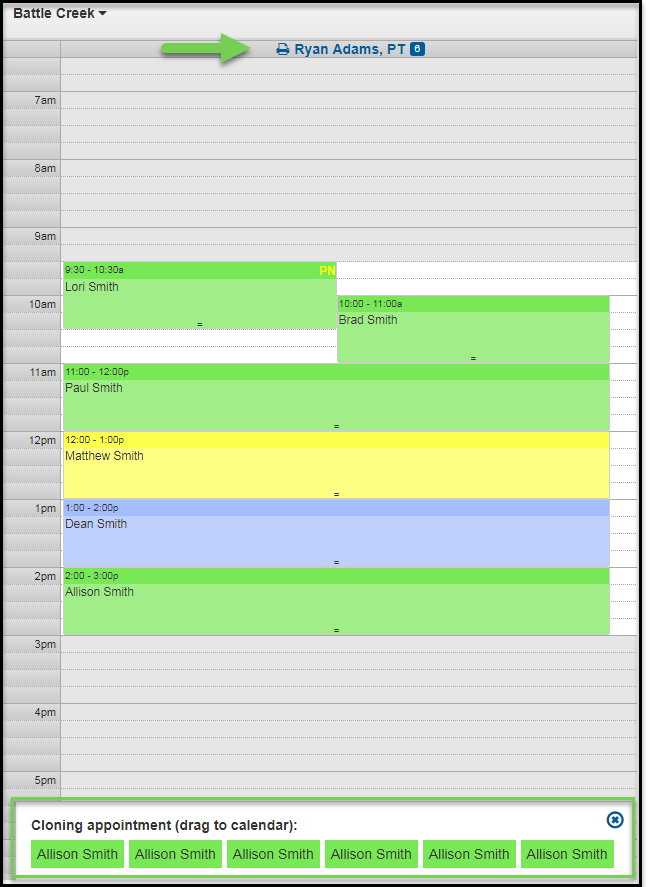 Battle Creek
Ryan Adams, PT 6
7am
8am
9am
9:30 - 10:30a PN
Lori Smith
10am
10:00 - 11:00a
Brad Smith
=
=
11am
11:00 - 12:00p
Paul Smith
=
12pm
12:00 - 1:00p
Matthew Smith
=
1pm
1:00 - 2:00p
Dean Smith
=
2pm
2:00 - 3:00p
Allison Smith
=
3pm
4pm
5pm
Cloning appointment (drag to calendar):
Allison Smith Allison Smith Allison Smith Allison Smith Allison Smith Allison Smith